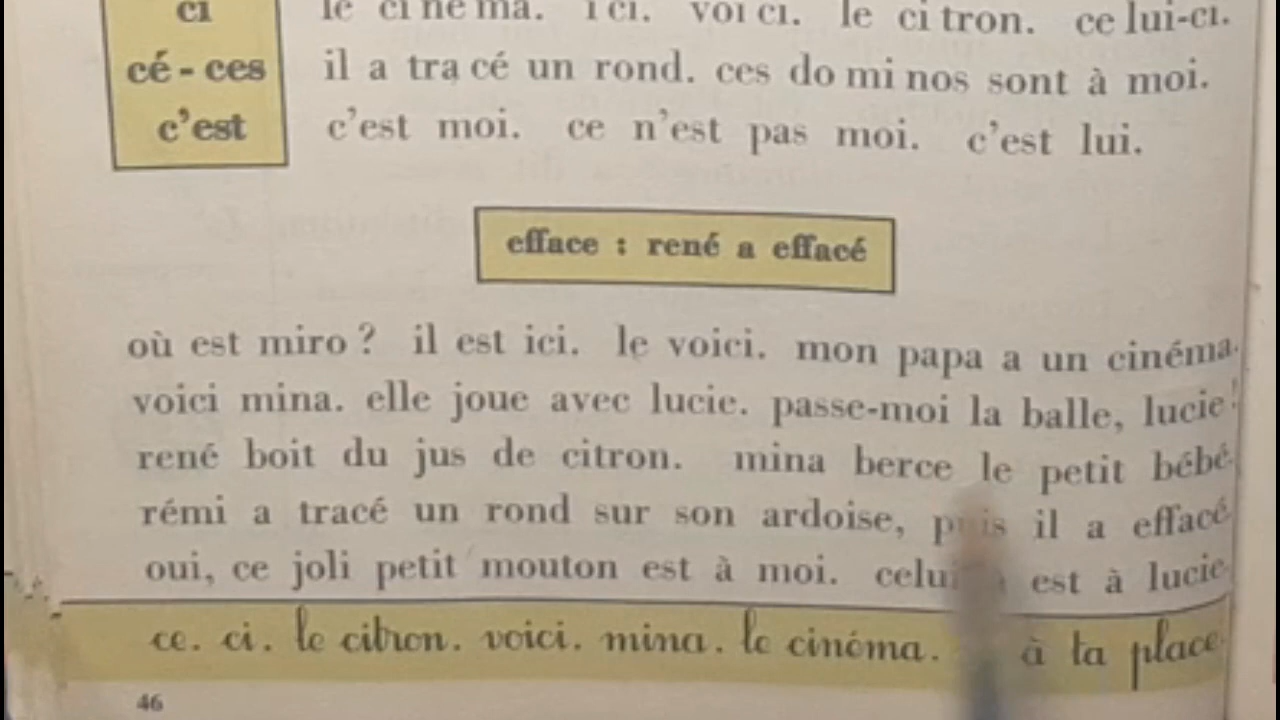 ci le ci né ma. i ci. voi ci. le ci tron. ce lui-ci.
cé - ces il a tra cé un rond. ces do mi nos sont à moi.
c'est c'est moi. ce n'est pas moi. c'est lui.
efface : rené a effacé
où est miro ? il est ici. le voici. mon papa a un cinéma.
voici mina. elle joue avec lucie. passe-moi la balle, lucie !
rené boit du jus de citron. mina berce le petit bébé.
rémi a tracé un rond sur son ardoise, puis il a effacé
oui, ce joli petit mouton est à moi. est à lucie.
ce. ci. le citron. voici. mina. le cinéma. à ta place.
46